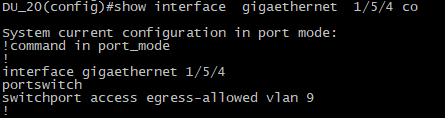 DU_20(config)#show interface  gigaethernet  1/5/4 co
System current configuration in port mode:
!command in port_mode
!
interface gigaethernet 1/5/4
portswitch
switchport access egress-allowed vlan 9
!